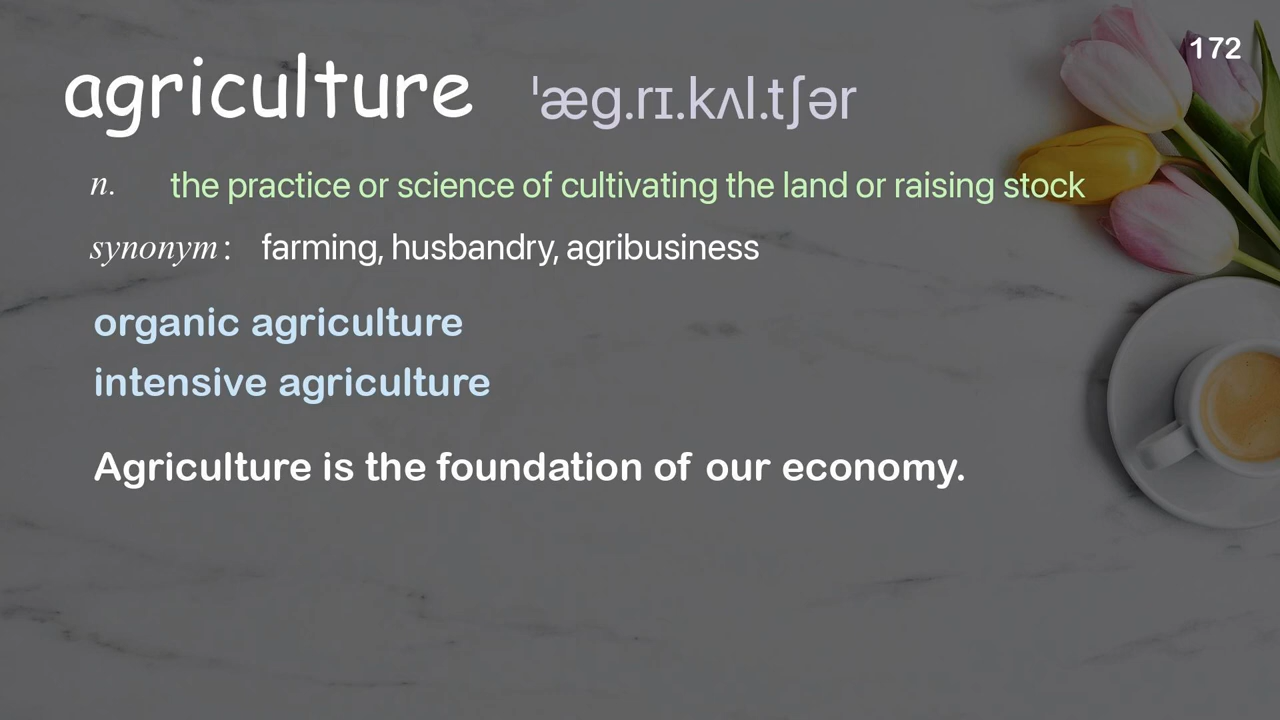 172
agriculture ˈæɡ.rɪ.kʌl.tʃər
n. the practice or science of cultivating the land or raising stock
synonym: farming, husbandry, agribusiness
organic agriculture
intensive agriculture
Agriculture is the foundation of our economy.